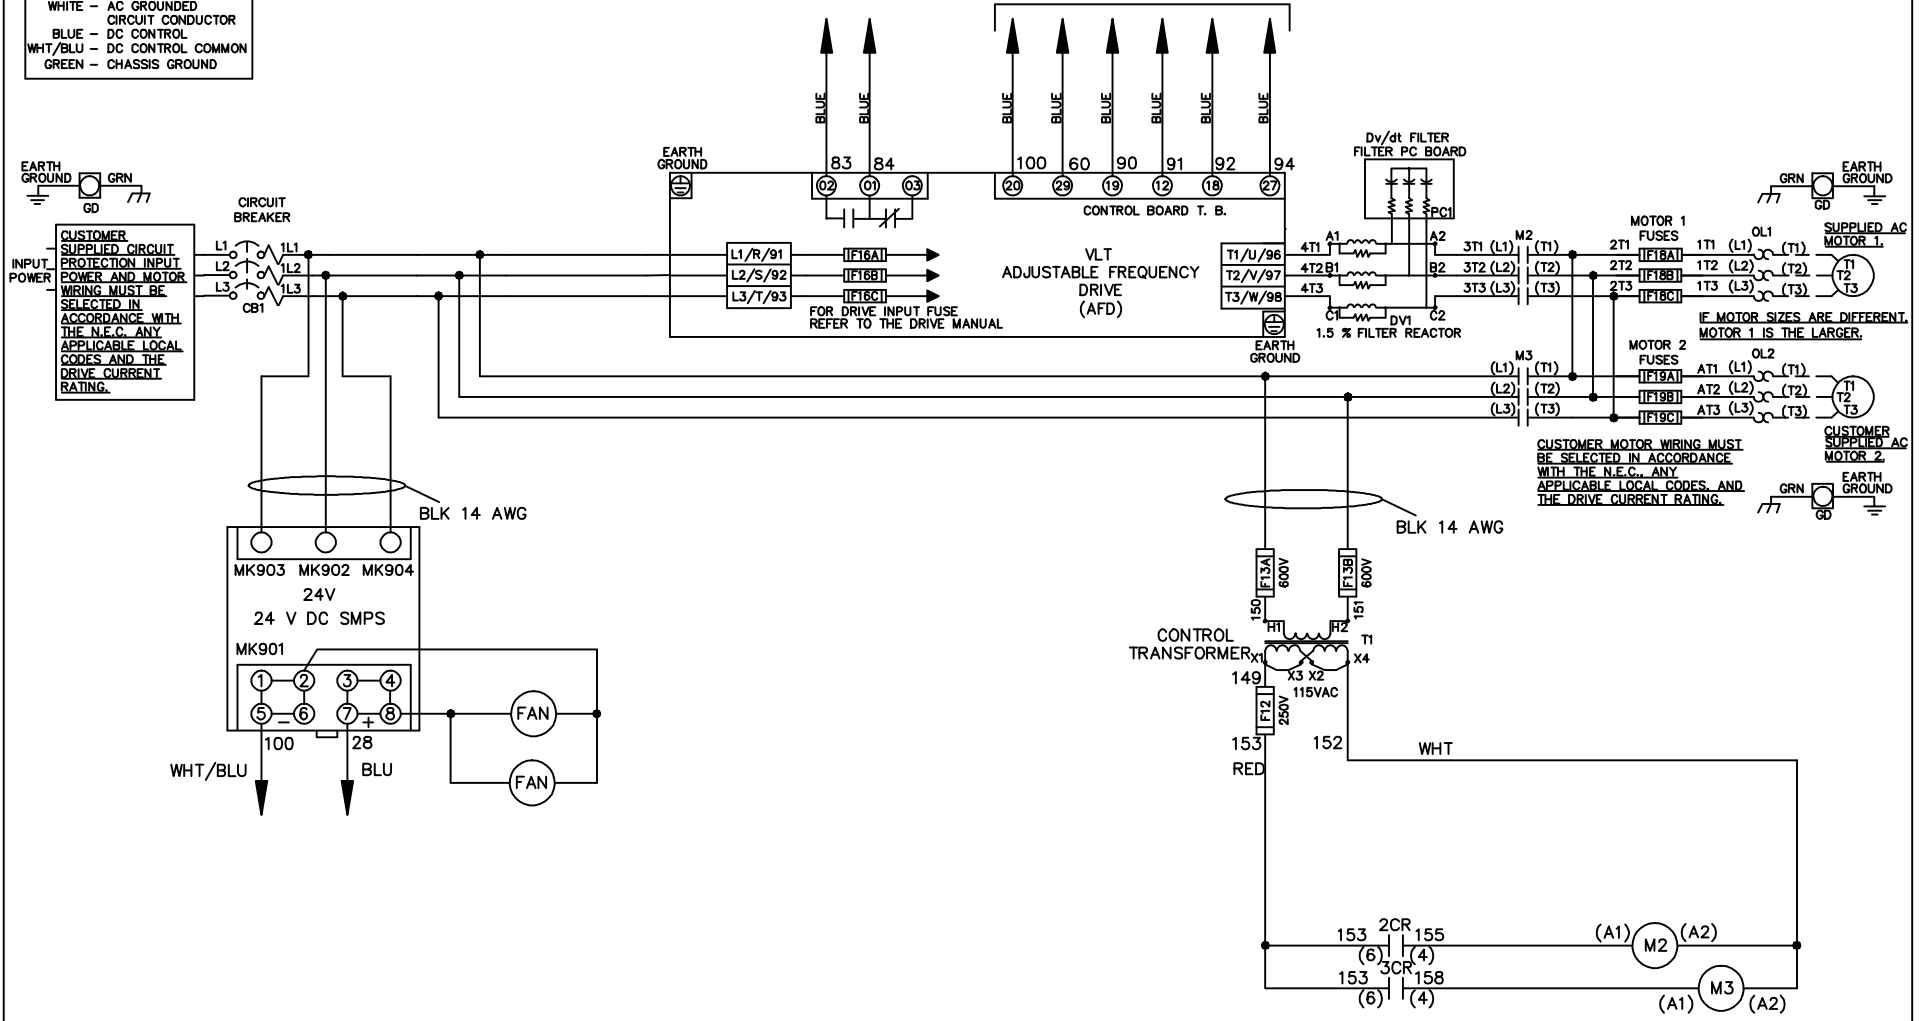 WHITE – AC GROUNDED
CIRCUIT CONDUCTOR
BLUE – DC CONTROL
WHT/BLU – DC CONTROL COMMON
GREEN – CHASSIS GROUND
BLUE
BLUE
BLUE
BLUE
BLUE
BLUE
BLUE
BLUE
EARTH
GROUND
83
84
100
60
90
91
92
94
02
01
03
20
29
19
12
18
27
CONTROL BOARD T. B.
Dv/dt FILTER
FILTER PC BOARD
PC1
EARTH
GROUND
GRN
GD
GRN
EARTH
GROUND
GD
CIRCUIT
BREAKER
INPUT
POWER
CUSTOMER
SUPPLIED CIRCUIT
PROTECTION INPUT
POWER AND MOTOR
WIRING MUST BE
SELECTED IN
ACCORDANCE WITH
THE N.E.C. ANY
APPLICABLE LOCAL
CODES AND THE
DRIVE CURRENT
RATING.
L1
1L1
L2
1L2
L3
1L3
CB1
L1/R/91
F16A
L2/S/92
F16B
L3/T/93
F16C
FOR DRIVE INPUT FUSE
REFER TO THE DRIVE MANUAL
VLT
ADJUSTABLE FREQUENCY
DRIVE
(AFD)
T1/U/96
T2/V/97
T3/W/98
EARTH
GROUND
4T1
A1
A2
4T2
B1
B2
4T3
C1
C2
DV1
1.5 % FILTER REACTOR
M2
3T1 (L1)
(T1)
3T2 (L2)
(T2)
3T3 (L3)
(T3)
MOTOR 1
FUSES
2T1
F18A
1T1 (L1)
2T2
F18B
1T2 (L2)
2T3
F18C
1T3 (L3)
OL1
(T1)
(T2)
(T3)
SUPPLIED AC
MOTOR 1.
T1
T2
T3
IF MOTOR SIZES ARE DIFFERENT,
MOTOR 1 IS THE LARGER.
M3
(L1)
(T1)
(L2)
(T2)
(L3)
(T3)
MOTOR 2
FUSES
F19A
AT1 (L1)
F19B
AT2 (L2)
F19C
AT3 (L3)
OL2
(T1)
(T2)
(T3)
T1
T2
T3
CUSTOMER
SUPPLIED AC
MOTOR 2.
CUSTOMER MOTOR WIRING MUST
BE SELECTED IN ACCORDANCE
WITH THE N.E.C., ANY
APPLICABLE LOCAL CODES, AND
THE DRIVE CURRENT RATING.
GRN
EARTH
GROUND
GD
BLK 14 AWG
BLK 14 AWG
MK903
MK902
MK904
24V
24 V DC SMPS
MK901
1
2
3
4
5
–
6
7
+
8
100
28
WHT/BLU
BLU
FAN
FAN
F13A
600V
F13B
600V
150
151
CONTROL
TRANSFORMER
H1
H2
T1
X1
X4
X3 X2
115VAC
149
F12
250V
153
152
RED
WHT
2CR
153
155
(6)
(4)
(A1)
M2
(A2)
3CR
153
158
(6)
(4)
(A1)
M3
(A2)